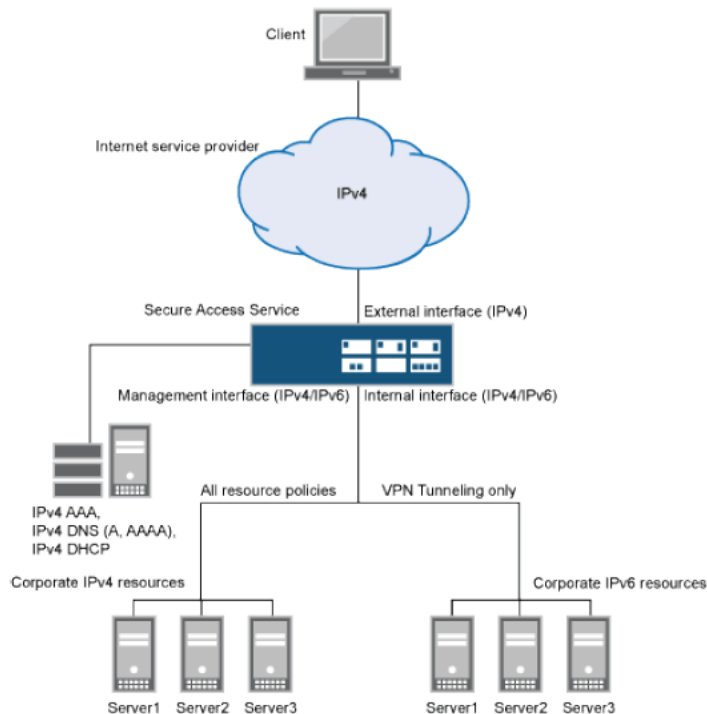 Client
Internet service provider
IPv4
Secure Access Service
External interface (IPv4)
Management interface (IPv4/IPv6)
Internal interface (IPv4/IPv6)
All resource policies
VPN Tunneling only
IPv4 AAA,
IPv4 DNS (A, AAAA),
IPv4 DHCP
Corporate IPv4 resources
Corporate IPv6 resources
Server1
Server2
Server3
Server1
Server2
Server3